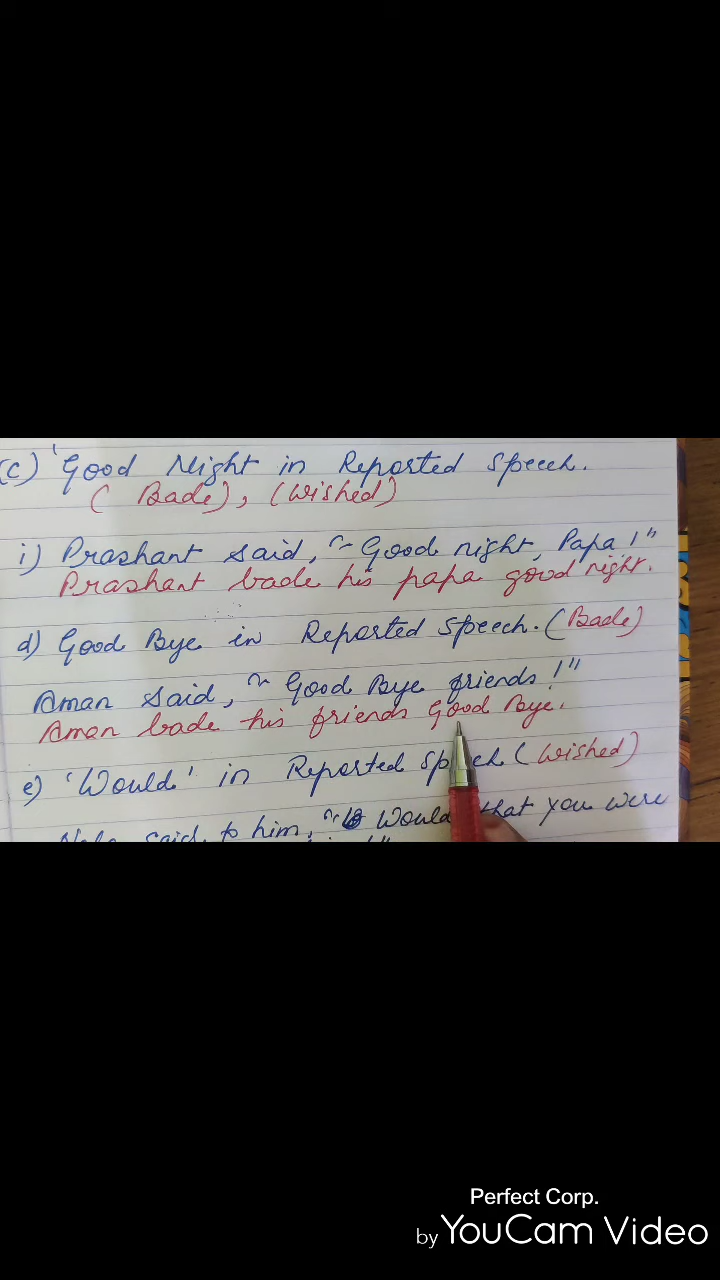 (c) 'Good Night in Reported Speech.
( Bade), (Wished)
i) Prashant said, "Good night, Papa!"
Prashant bade his papa good night.
d) Good Bye in Reported Speech. (Bade)
Aman said, "Good Bye friends!"
Aman bade his friends Good Bye.
e) 'Would' in Reported Speech (Wished)
said to him, " Would that you were
Perfect Corp.
by YouCam Video